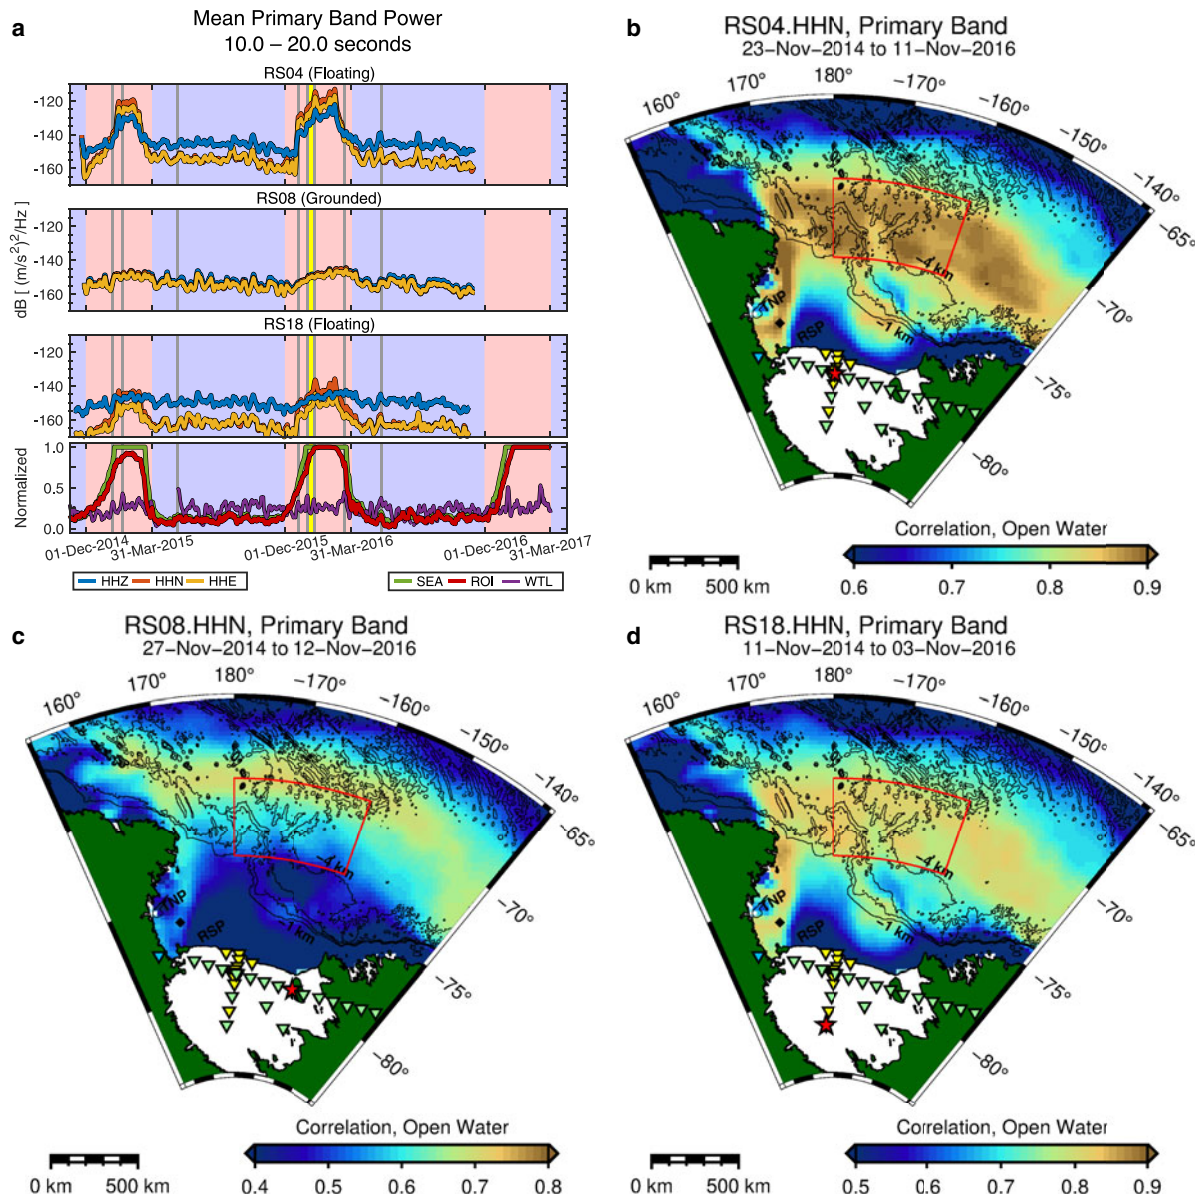 a
Mean Primary Band Power
10.0 – 20.0 seconds
RS04 (Floating)
-120
-140
-160
RS08 (Grounded)
-120
-140
-160
dB [ (m/s²)²/Hz ]
RS18 (Floating)
-120
-140
-160
Normalized
1.0
0.5
0.0
01-Dec-2014
31-Mar-2015
01-Dec-2015
31-Mar-2016
01-Dec-2016
31-Mar-2017
HHZ HHN HHE
SEA ROI WTL
b
RS04.HHN, Primary Band
23-Nov-2014 to 11-Nov-2016
160° 170° 180° -170° -160° -150° -140°
-65°
-70°
-75°
-80°
-4 km
-1 km
TNP
RSP
Correlation, Open Water
0 km 500 km
0.6 0.7 0.8 0.9
c
RS08.HHN, Primary Band
27-Nov-2014 to 12-Nov-2016
160° 170° 180° -170° -160° -150° -140°
-65°
-70°
-75°
-80°
-4 km
-1 km
TNP
RSP
Correlation, Open Water
0 km 500 km
0.4 0.5 0.6 0.7 0.8
d
RS18.HHN, Primary Band
11-Nov-2014 to 03-Nov-2016
160° 170° 180° -170° -160° -150° -140°
-65°
-70°
-75°
-80°
-4 km
-1 km
TNP
RSP
Correlation, Open Water
0 km 500 km
0.5 0.6 0.7 0.8 0.9